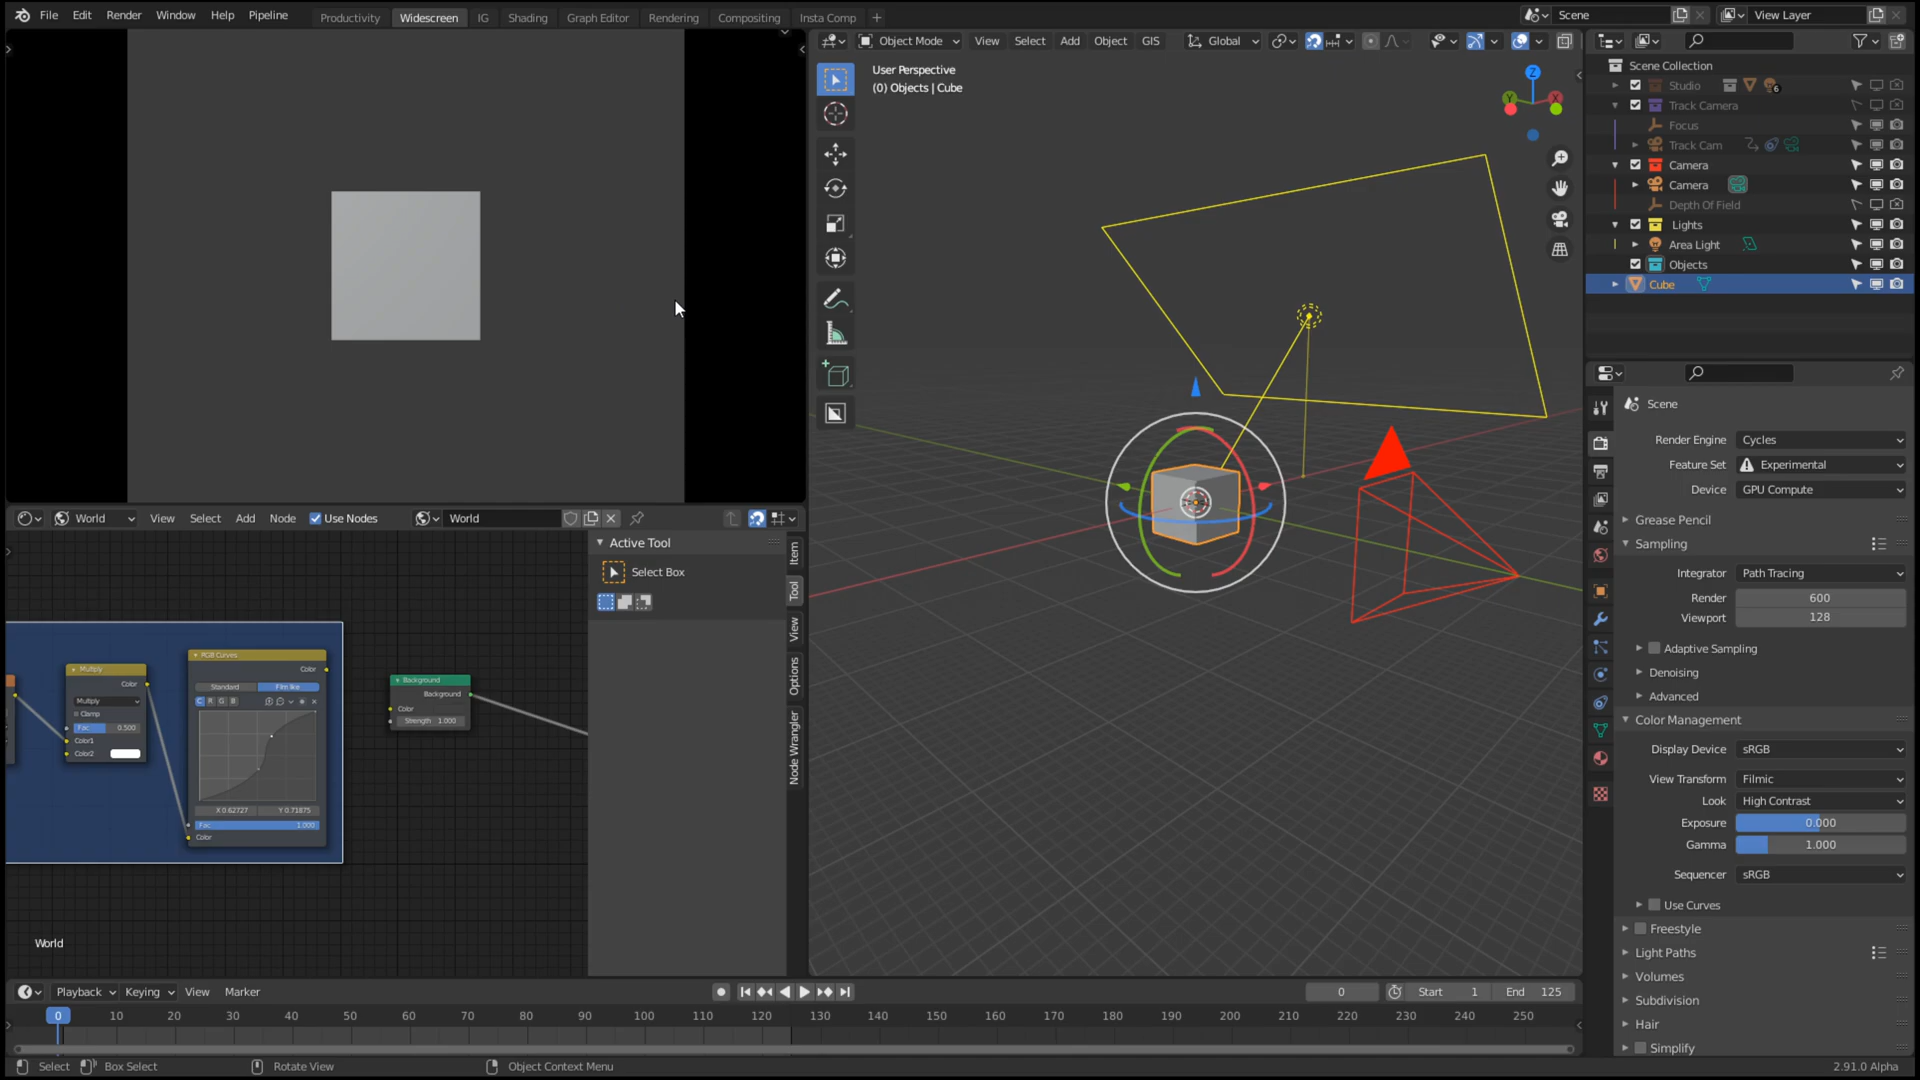 File Edit Render Window Help Pipeline Productivity Widescreen IG Shading Graph Editor Rendering Compositing Insta Comp + Scene View Layer
Object Mode View Select Add Object GIS Global
User Perspective
(0) Objects | Cube
Z
Y
X
Scene Collection
Studio 6
Track Camera
Focus
Track Cam
Camera
Camera
Depth Of Field
Lights
Area Light
Objects
Cube
Scene
Render Engine Cycles
Feature Set Experimental
Device GPU Compute
Grease Pencil
Sampling
Integrator Path Tracing
Render 600
Viewport 128
Adaptive Sampling
Denoising
Advanced
Color Management
Display Device sRGB
View Transform Filmic
Look High Contrast
Exposure 0.000
Gamma 1.000
Sequencer sRGB
Use Curves
Freestyle
Light Paths
Volumes
Subdivision
Hair
Simplify
World View Select Add Node Use Nodes World
Active Tool
Select Box
Item
Tool
View
Options
Node Wrangler
Multiply
Color
Multiply
Clamp
Fac 0.500
Color1
Color2
RGB Curves
Color
Standard Film like
C R G B
X 0.62727 Y 0.71875
Fac 1.000
Color
Background
Background
Color
Strength 1.000
World
Playback Keying View Marker 0 Start 1 End 125
0 10 20 30 40 50 60 70 80 90 100 110 120 130 140 150 160 170 180 190 200 210 220 230 240 250
Select Box Select Rotate View Object Context Menu 2.91.0 Alpha